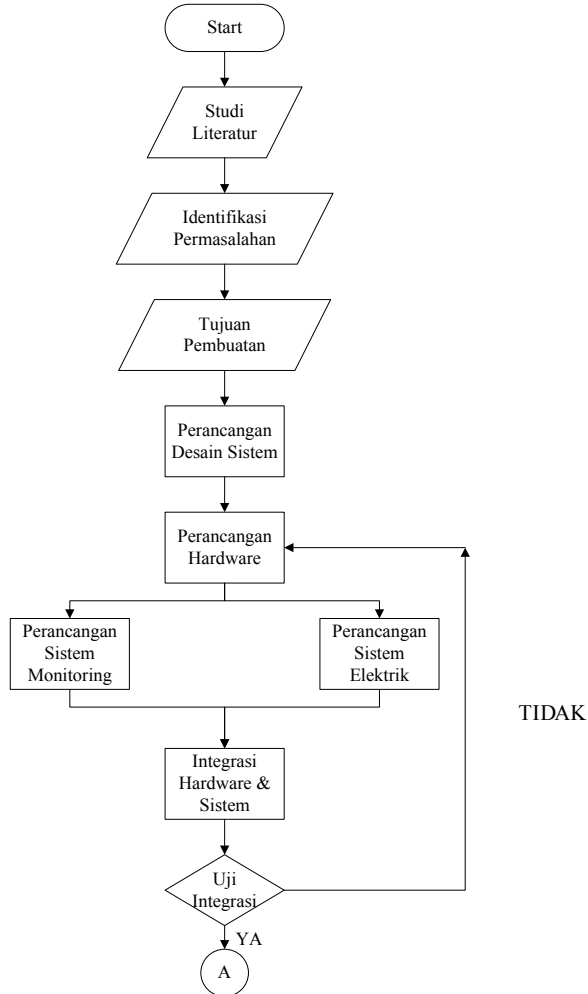 Start
Studi
Literatur
Identifikasi
Permasalahan
Tujuan
Pembuatan
Perancangan
Desain Sistem
Perancangan
Hardware
Perancangan
Sistem
Monitoring
Perancangan
Sistem
Elektrik
TIDAK
Integrasi
Hardware &
Sistem
Uji
Integrasi
YA
A